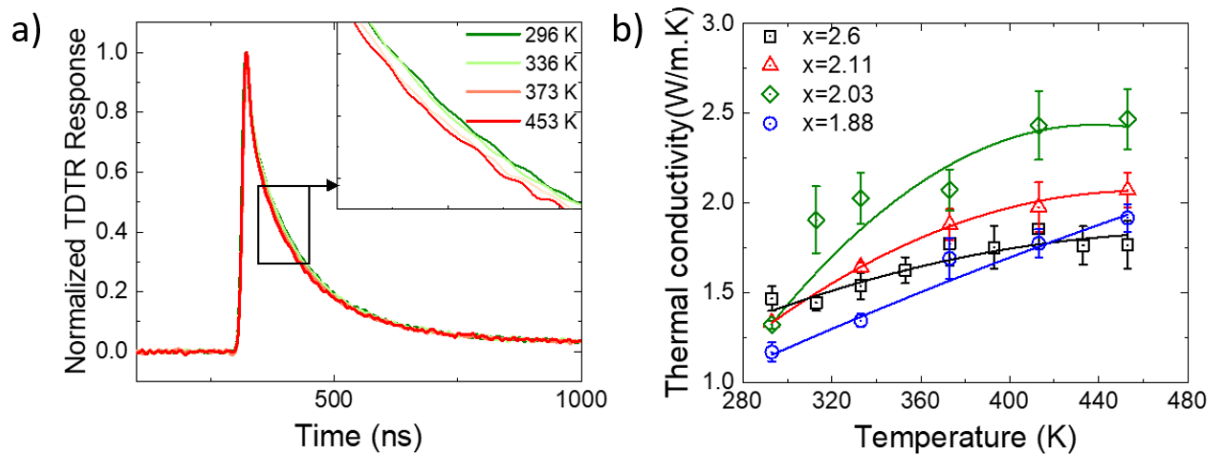 a)
Normalized TDTR Response
1.0
0.8
0.6
0.4
0.2
0.0
296 K
336 K
373 K
453 K
500
1000
Time (ns)
b)
Thermal conductivity(W/m.K)
3.0
2.5
2.0
1.5
1.0
x=2.6
x=2.11
x=2.03
x=1.88
280
320
360
400
440
480
Temperature (K)